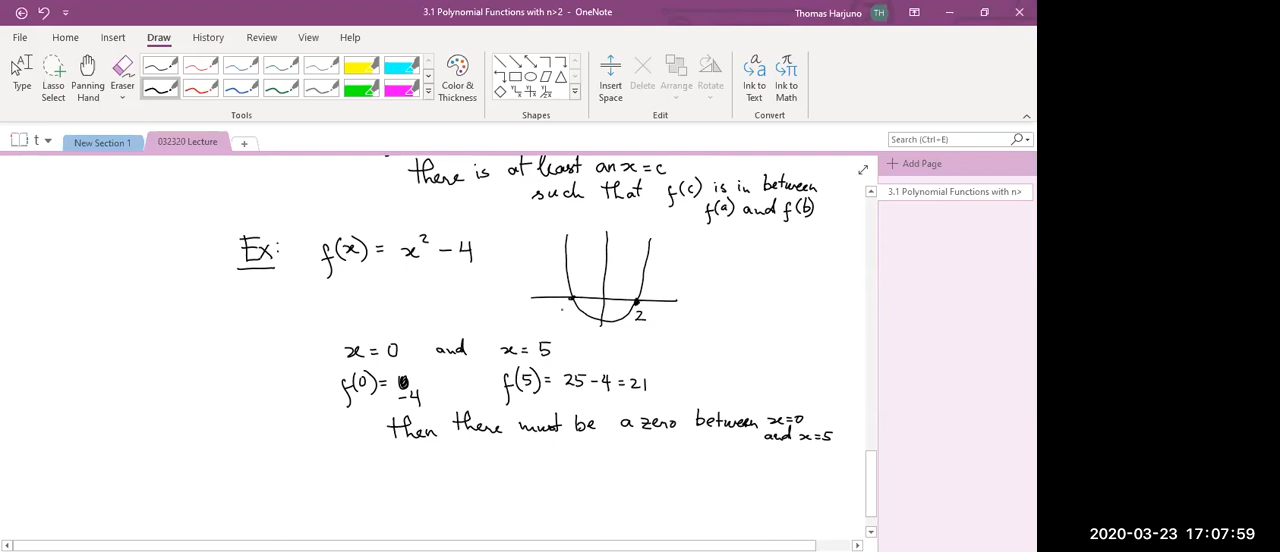 3.1 Polynomial Functions with n>2 - OneNote
Thomas Harjuno TH
File Home Insert Draw History Review View Help
Type Lasso Select Panning Hand Eraser Color & Thickness Insert Space Delete Arrange Rotate Ink to Text Ink to Math
Tools Shapes Edit Convert
t New Section 1 032320 Lecture Search (Ctrl+E)
Add Page
3.1 Polynomial Functions with n>
there is at least an x = c
such that f(c) is in between
f(a) and f(b)
Ex: f(x) = x² - 4
2
x = 0 and x = 5
f(0) = -4 f(5) = 25 - 4 = 21
then there must be a zero between x=0
and x=5
2020-03-23 17:07:59